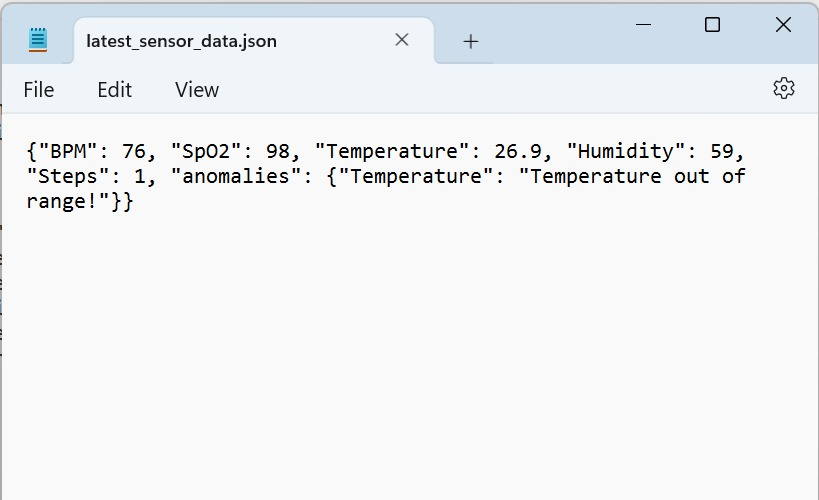 latest_sensor_data.json
File Edit View
{"BPM": 76, "SpO2": 98, "Temperature": 26.9, "Humidity": 59,
"Steps": 1, "anomalies": {"Temperature": "Temperature out of
range!"}}